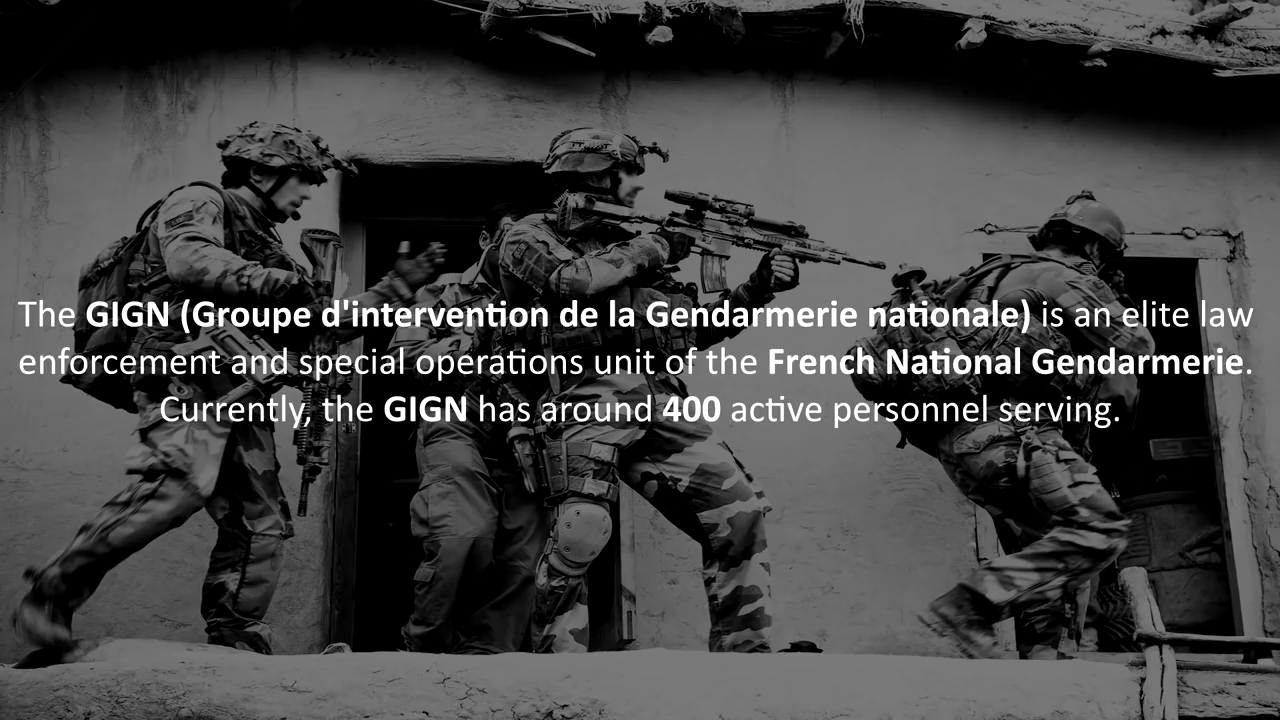 The GIGN (Groupe d'intervention de la Gendarmerie nationale) is an elite law
enforcement and special operations unit of the French National Gendarmerie.
Currently, the GIGN has around 400 active personnel serving.